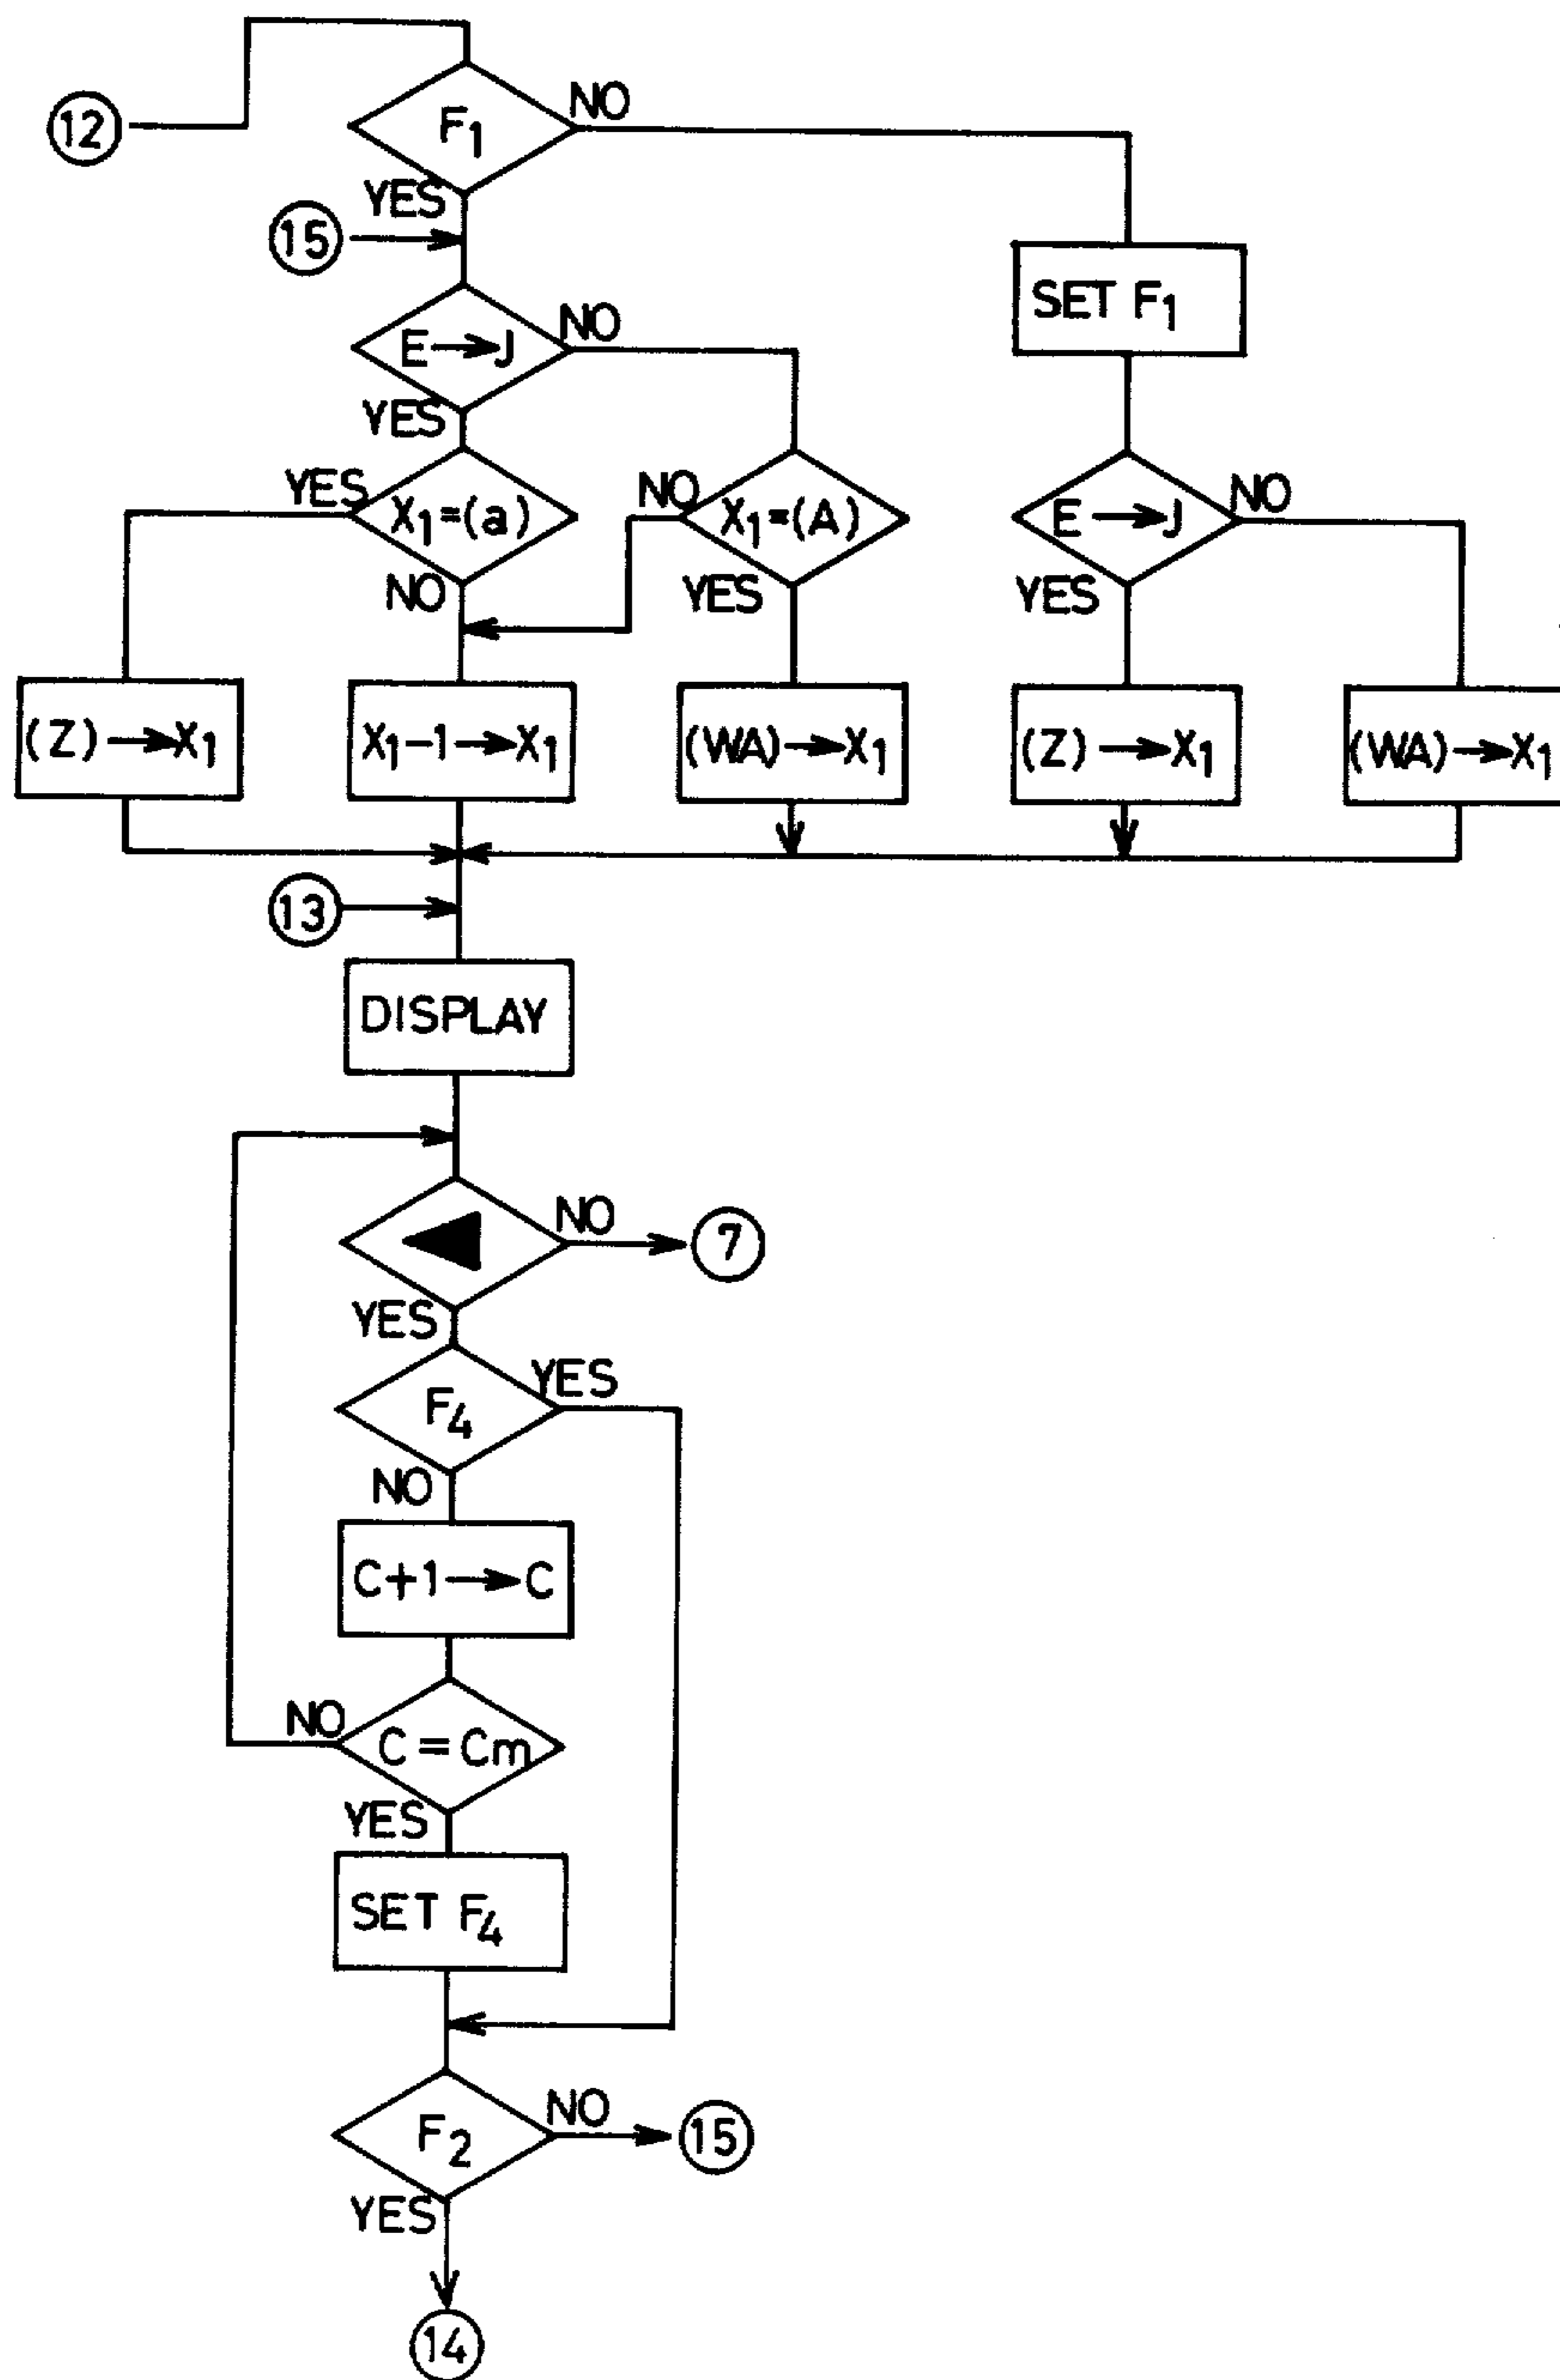 12
F1
NO
YES
15
SET F1
E→J
NO
YES
YES
X1=(a)
NO
NO
X1=(A)
YES
E→J
NO
YES
(Z)→X1
X1-1→X1
(WA)→X1
(Z)→X1
(WA)→X1
13
DISPLAY
NO
7
YES
F4
YES
NO
C+1→C
NO
C=Cm
YES
SET F4
F2
NO
15
YES
14